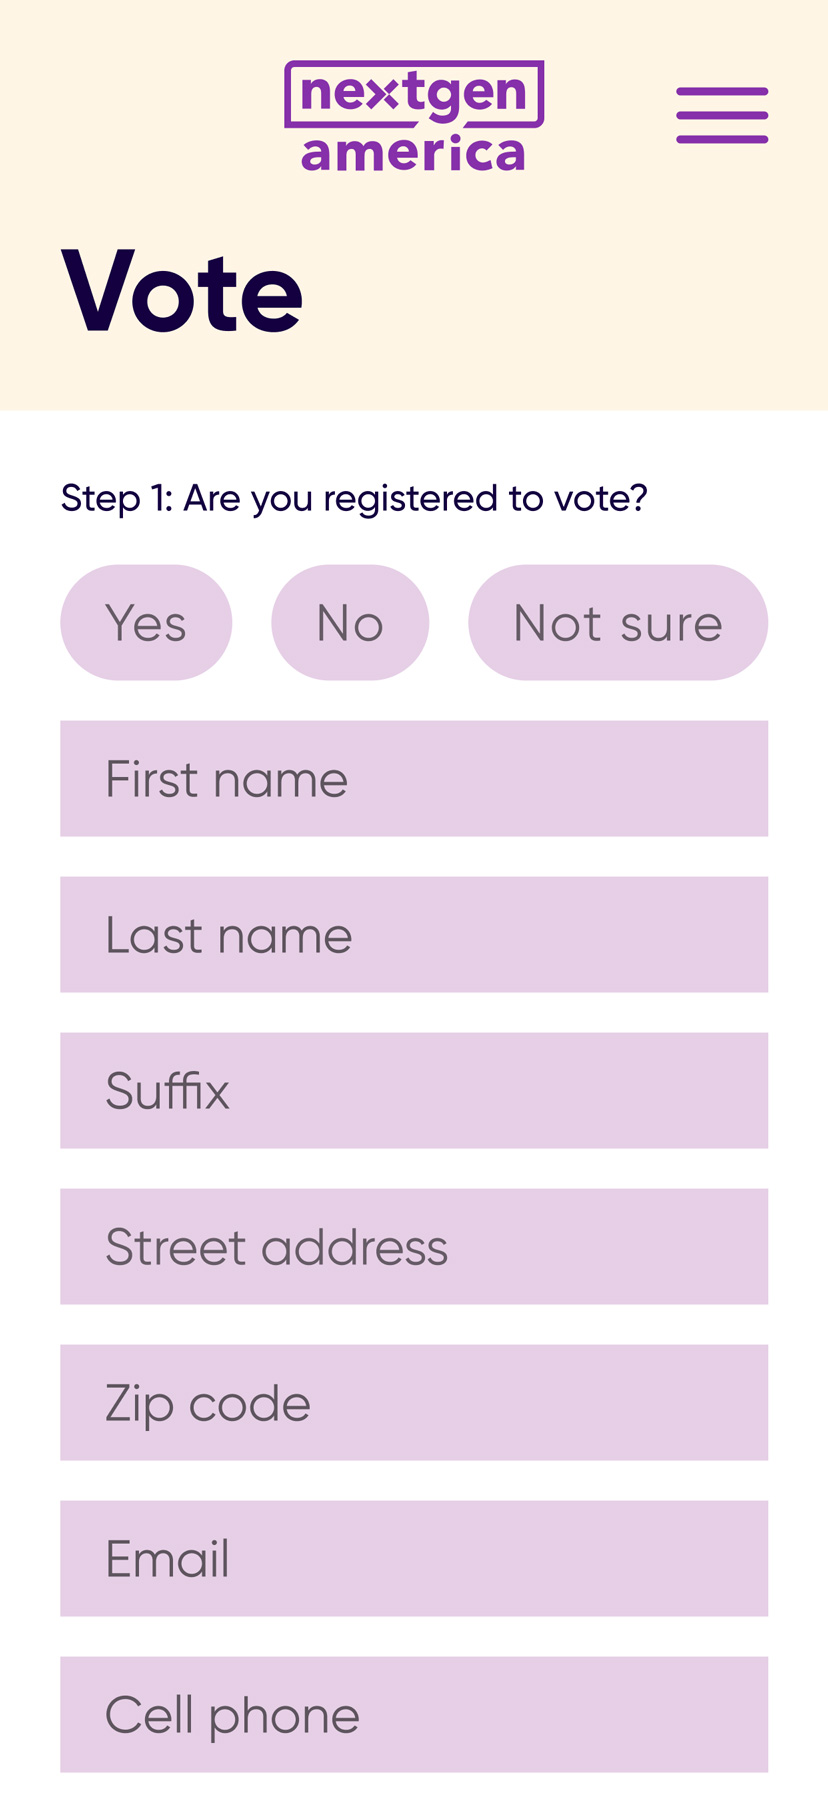 nextgen
america
Vote
Step 1: Are you registered to vote?
Yes No Not sure
First name
Last name
Suffix
Street address
Zip code
Email
Cell phone